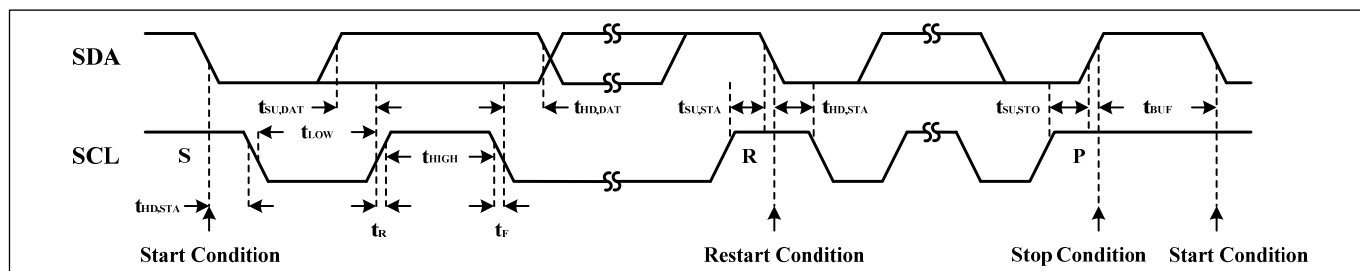 SDA
tSU,DAT tHD,DAT tSU,STA tHD,STA tSU,STO tBUF
tLOW
SCL S tHIGH R P
tHD,STA
tR tF
Start Condition Restart Condition Stop Condition Start Condition